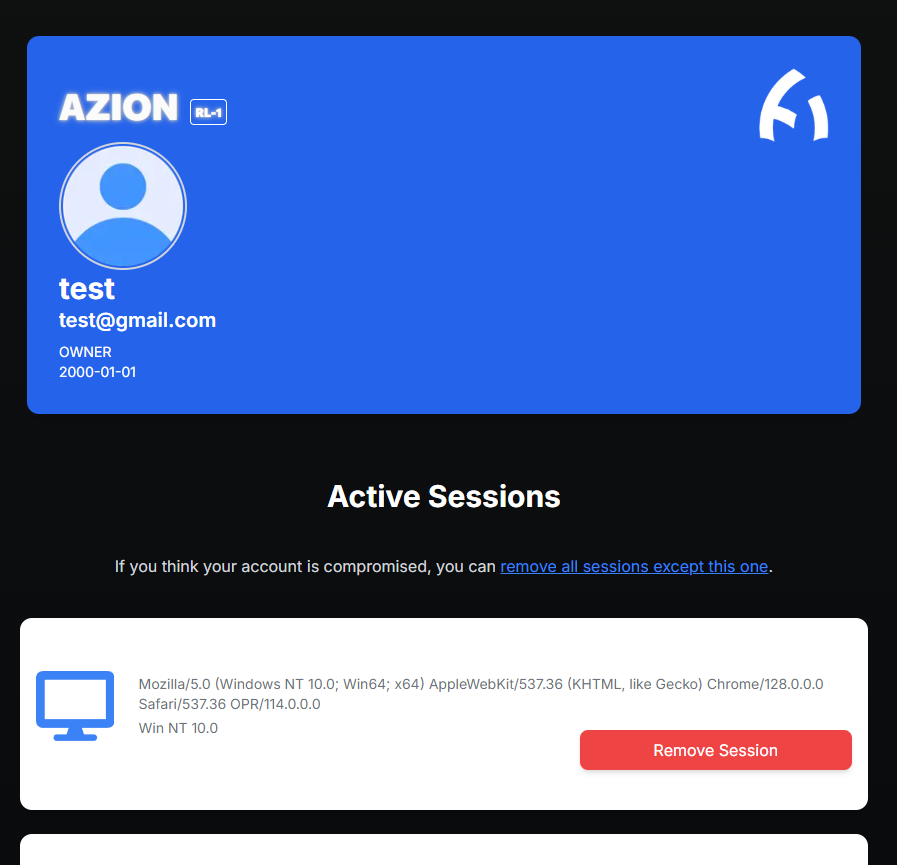 AZION RL-1
test
test@gmail.com
OWNER
2000-01-01
Active Sessions
If you think your account is compromised, you can remove all sessions except this one.
Mozilla/5.0 (Windows NT 10.0; Win64; x64) AppleWebKit/537.36 (KHTML, like Gecko) Chrome/128.0.0.0
Safari/537.36 OPR/114.0.0.0
Win NT 10.0
Remove Session